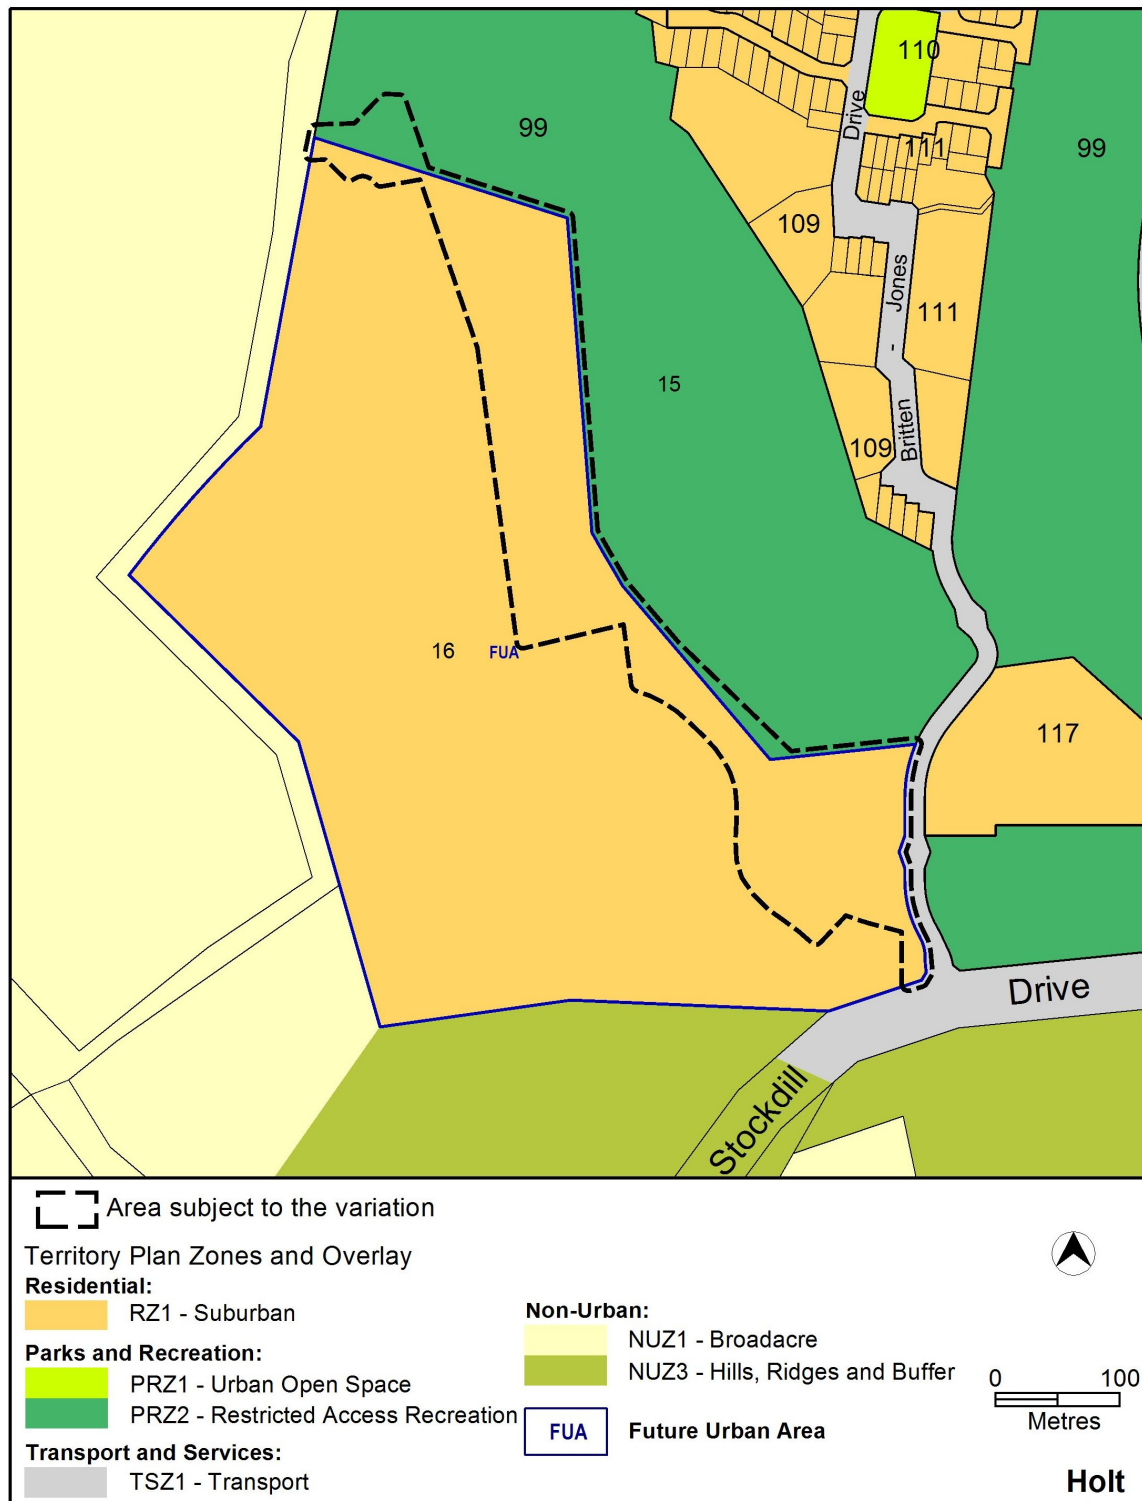 110
Drive
99
111
99
109
Jones
111
15
-
Britten
109
16
FUA
117
Drive
Stockdill
Area subject to the variation
Territory Plan Zones and Overlay
Residential:
RZ1 - Suburban
Parks and Recreation:
PRZ1 - Urban Open Space
PRZ2 - Restricted Access Recreation
Transport and Services:
TSZ1 - Transport
Non-Urban:
NUZ1 - Broadacre
NUZ3 - Hills, Ridges and Buffer
FUA Future Urban Area
0 100
Metres
Holt